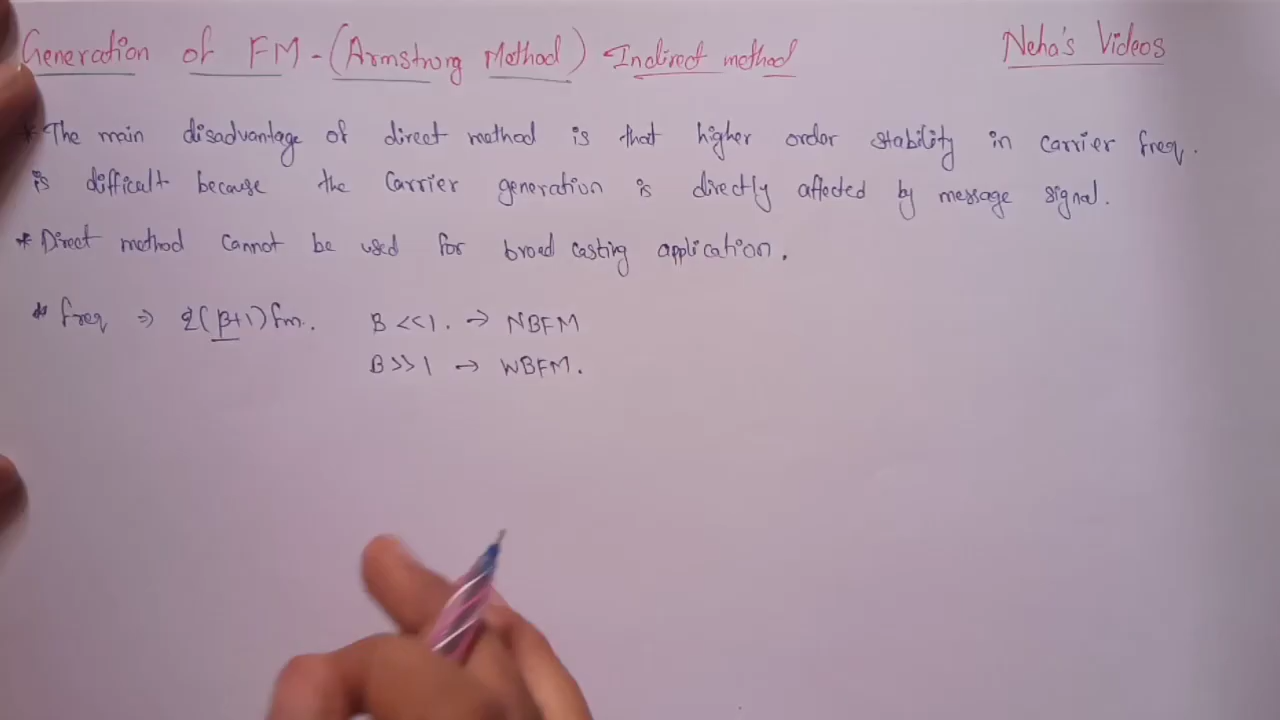 Generation of FM - (Armstrong Method) Indirect method
Neha's Videos
* The main disadvantage of direct method is that higher order stability in carrier freq.
is difficult because the carrier generation is directly affected by message signal.
* Direct method cannot be used for broad casting application.
* freq ⇒ 2(β+1)fm. B <<1. → NBFM
B>>1 → WBFM.